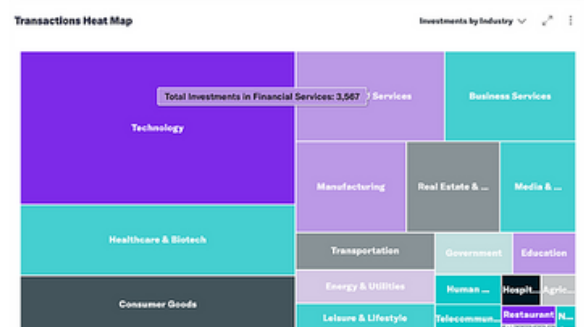 Transactions Heat Map
Investments by Industry
Total Investments in Financial Services: 3,567
Services
Business Services
Technology
Manufacturing
Real Estate & ...
Media & ...
Healthcare & Biotech
Transportation
Government
Education
Energy & Utilities
Human ...
Hospit...
Agric...
Consumer Goods
Leisure & Lifestyle
Telecommun...
Restaurant
N...